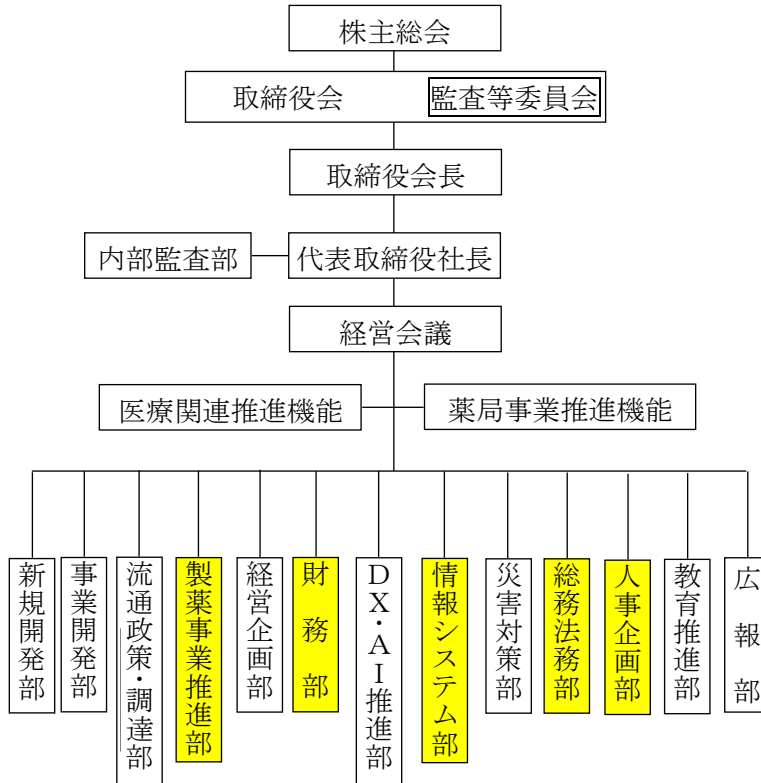 株主総会
取締役会
監査等委員会
取締役会長
内部監査部
代表取締役社長
経営会議
医療関連推進機能
薬局事業推進機能
新規開発部
事業開発部
流通政策・調達部
製薬事業推進部
経営企画部
財務部
DX・AI推進部
情報システム部
災害対策部
総務法務部
人事企画部
教育推進部
広報部